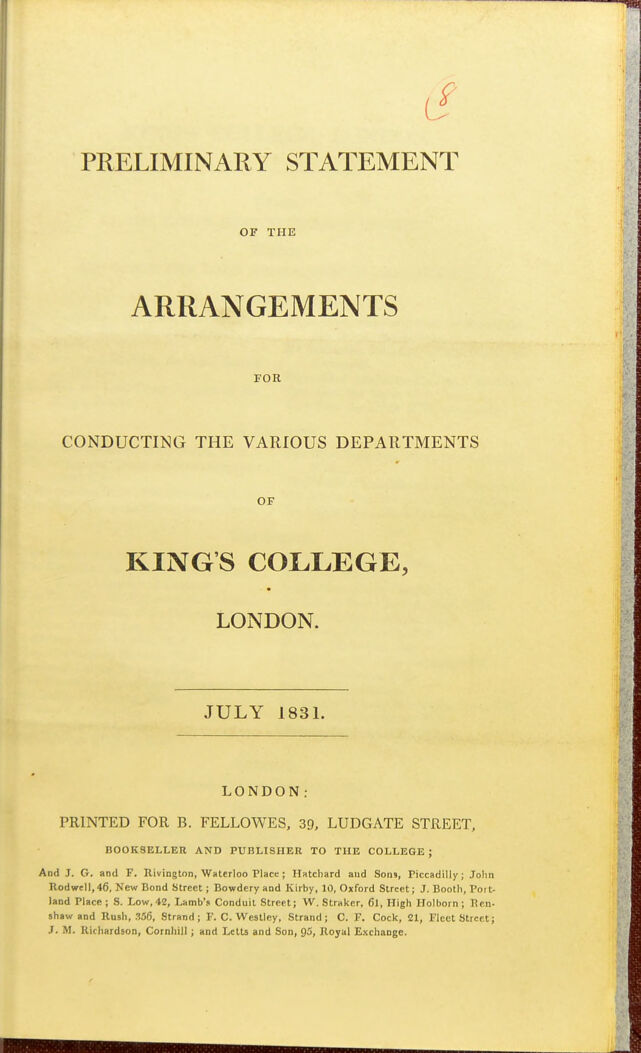 8
PRELIMINARY STATEMENT
OF THE
ARRANGEMENTS
FOR
CONDUCTING THE VARIOUS DEPARTMENTS
OF
KING'S COLLEGE,
LONDON.
JULY 1831.
LONDON:
PRINTED FOR B. FELLOWES, 39, LUDGATE STREET,
BOOKSELLER AND PUBLISHER TO THE COLLEGE;
And J. G. and F. Rivington, Waterloo Place; Hatchard and Sons, Piccadilly; John
Rodwell, 46, New Bond Street; Bowdery and Kirby, 10, Oxford Street; J. Booth, Port-
land Place; S. Low, 42, Lamb's Conduit Street; W. Straker, 61, High Holborn; Ren-
shaw and Rush, 356, Strand; F. C. Westley, Strand; C. F. Cock, 21, Fleet Street;
J. M. Richardson, Cornhill; and Letts and Son, 95, Royal Exchange.